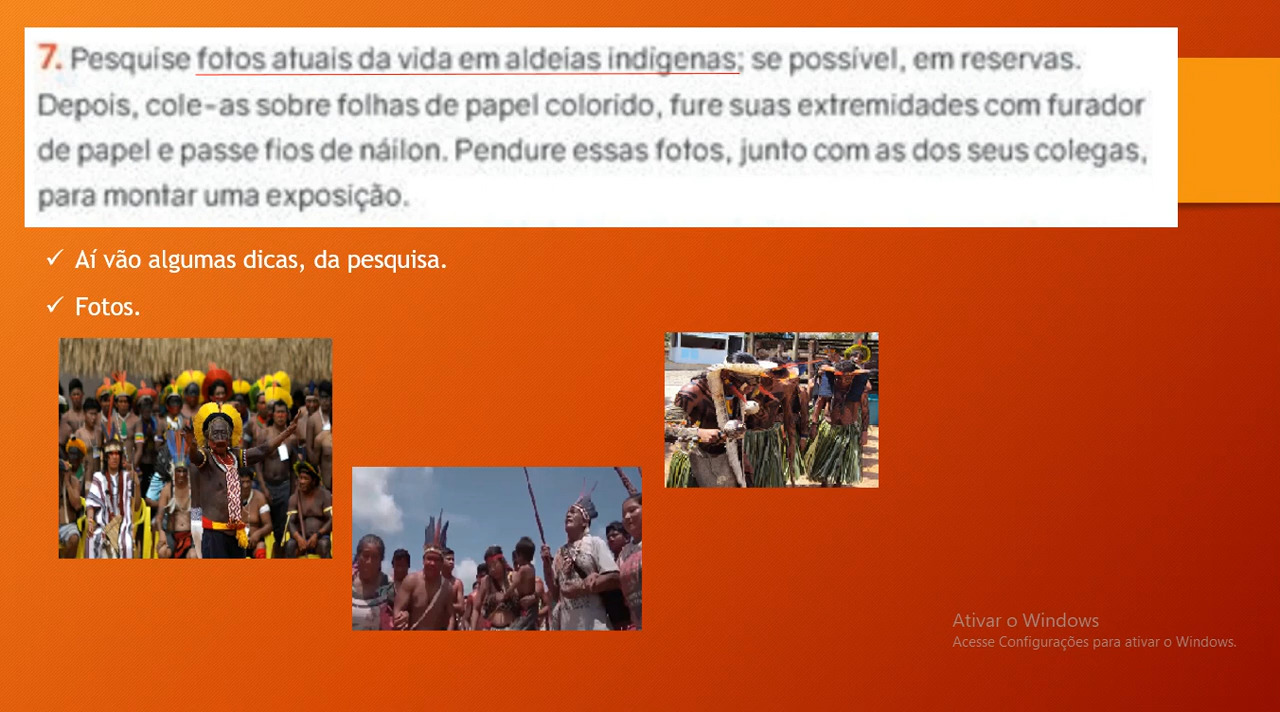 7. Pesquise fotos atuais da vida em aldeias indígenas; se possível, em reservas.
Depois, cole-as sobre folhas de papel colorido, fure suas extremidades com furador
de papel e passe fios de náilon. Pendure essas fotos, junto com as dos seus colegas,
para montar uma exposição.
✓ Aí vão algumas dicas, da pesquisa.
✓ Fotos.
Ativar o Windows
Acesse Configurações para ativar o Windows.